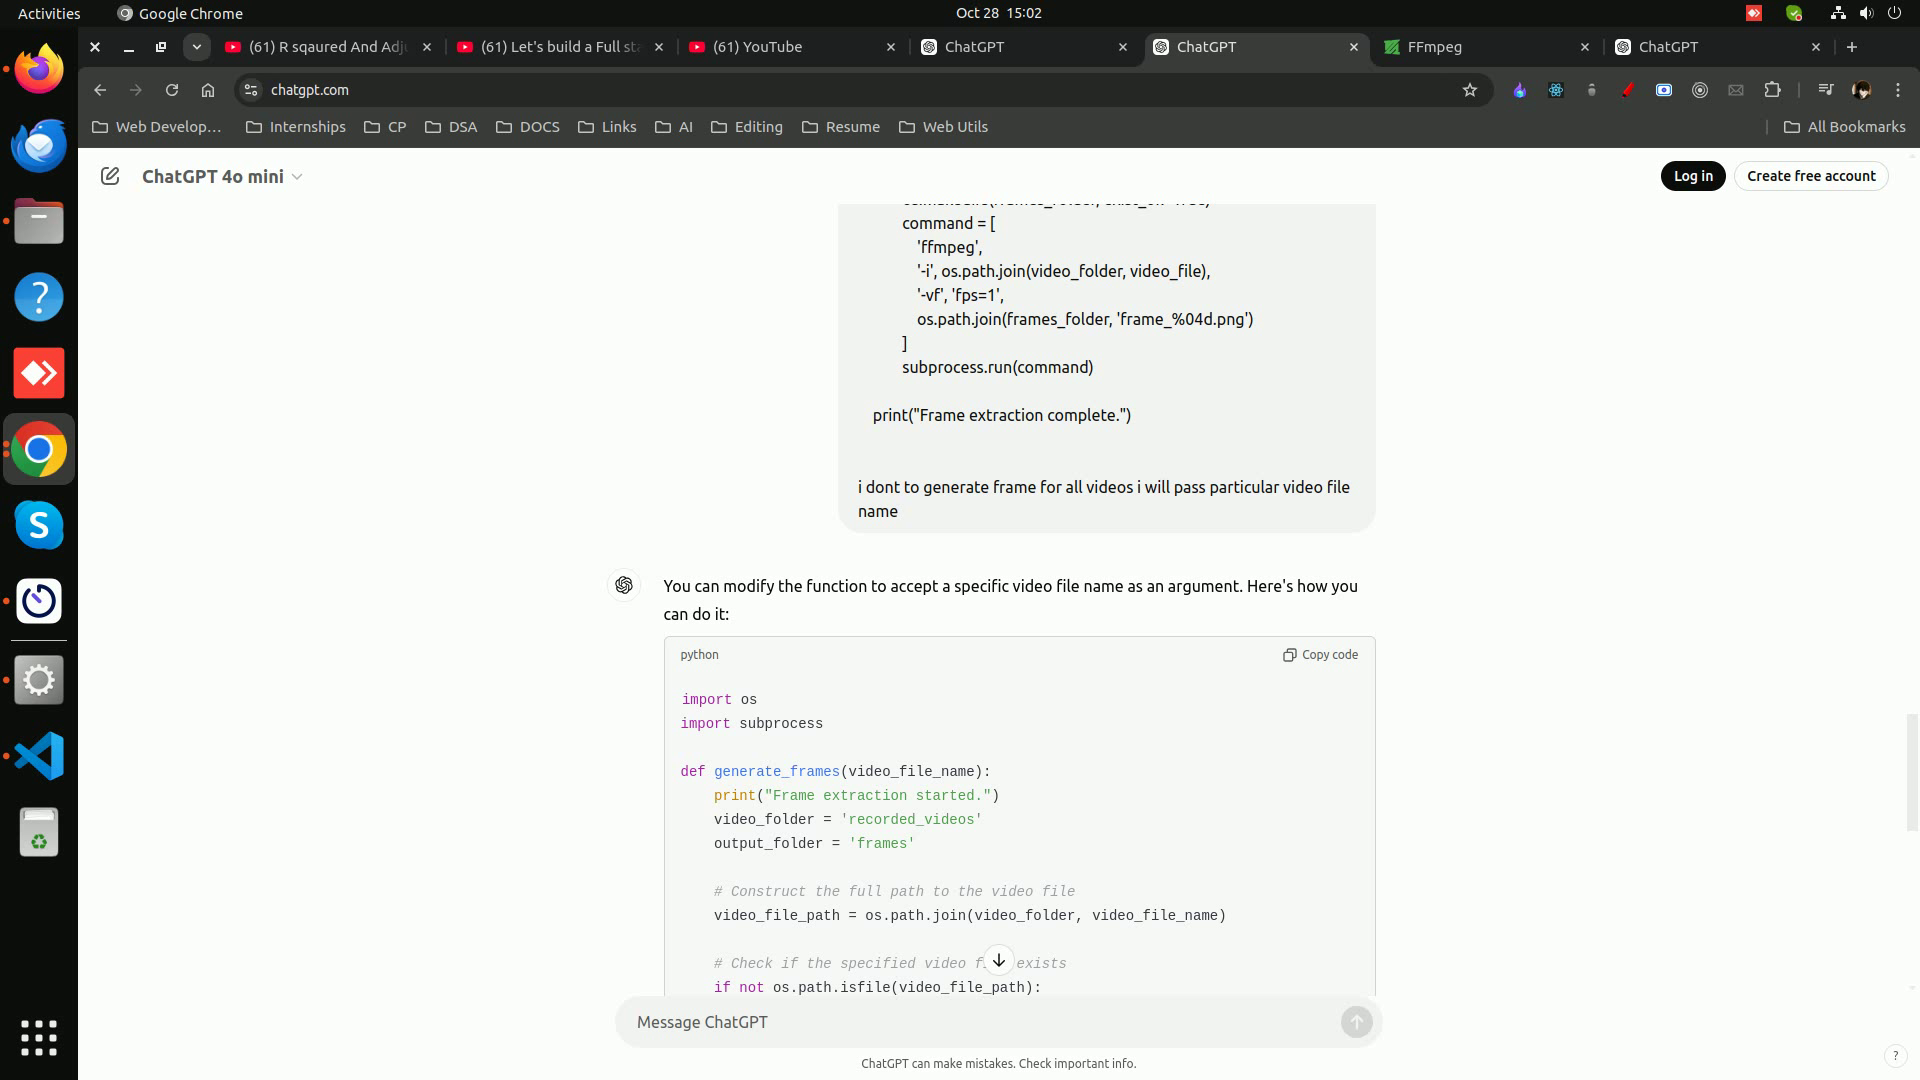 Activities
Google Chrome
Oct 28 15:02
(61) R sqaured And Adju
(61) Let's build a Full sta
(61) YouTube
ChatGPT
ChatGPT
FFmpeg
ChatGPT
chatgpt.com
Web Develop...
Internships
CP
DSA
DOCS
Links
AI
Editing
Resume
Web Utils
All Bookmarks
ChatGPT 4o mini
Log in
Create free account
command = [
'ffmpeg',
'-i', os.path.join(video_folder, video_file),
'-vf', 'fps=1',
os.path.join(frames_folder, 'frame_%04d.png')
]
subprocess.run(command)
print("Frame extraction complete.")
i dont to generate frame for all videos i will pass particular video file
name
You can modify the function to accept a specific video file name as an argument. Here's how you
can do it:
python
Copy code
import os
import subprocess
def generate_frames(video_file_name):
print("Frame extraction started.")
video_folder = 'recorded_videos'
output_folder = 'frames'
# Construct the full path to the video file
video_file_path = os.path.join(video_folder, video_file_name)
# Check if the specified video f exists
if not os.path.isfile(video_file_path):
Message ChatGPT
ChatGPT can make mistakes. Check important info.
?